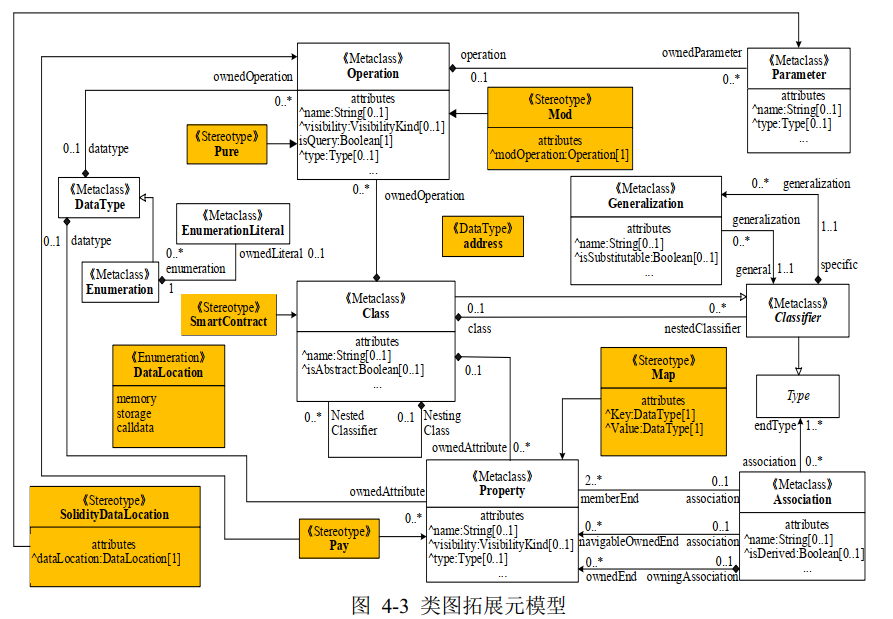 《Metaclass》
Operation
attributes
^name:String[0..1]
^visibility:VisibilityKind[0..1]
isQuery:Boolean[1]
^type:Type[0..1]
...
operation
0..1
ownedParameter
0..*
《Metaclass》
Parameter
attributes
^name:String[0..1]
^type:Type[0..1]
...
ownedOperation
0..*
《Stereotype》
Mod
attributes
^modOperation:Operation[1]
《Stereotype》
Pure
0..1 datatype
《Metaclass》
DataType
0..1 datatype
0..*
ownedOperation
《Metaclass》
Generalization
attributes
^name:String[0..1]
^isSubstitutable:Boolean[0..1]
...
0..* generalization
generalization
0..*
1..1
general 1..1
specific
《Metaclass》
EnumerationLiteral
0..*
enumeration
ownedLiteral 0..1
1
《Metaclass》
Enumeration
《DataType》
address
《Stereotype》
SmartContract
《Metaclass》
Class
attributes
^name:String[0..1]
^isAbstract:Boolean[0..1]
...
0..1
class
0..*
nestedClassifier
《Metaclass》
Classifier
《Enumeration》
DataLocation
memory
storage
calldata
0..1
0..*
Nested
Classifier
0..1
Nesting
Class
ownedAttribute
0..*
《Stereotype》
Map
attributes
^Key:DataType[1]
^Value:DataType[1]
Type
endType 1..*
association 0..*
《Metaclass》
Property
attributes
^name:String[0..1]
^visibility:VisibilityKind[0..1]
^type:Type[0..1]
...
ownedAttribute
0..*
2..*
memberEnd
0..1
association
0..*
navigableOwnedEnd
0..1
association
0..*
ownedEnd
0..1
owningAssociation
《Metaclass》
Association
attributes
^name:String[0..1]
^isDerived:Boolean[0..1]
...
《Stereotype》
SolidityDataLocation
attributes
^dataLocation:DataLocation[1]
《Stereotype》
Pay
图 4-3 类图拓展元模型